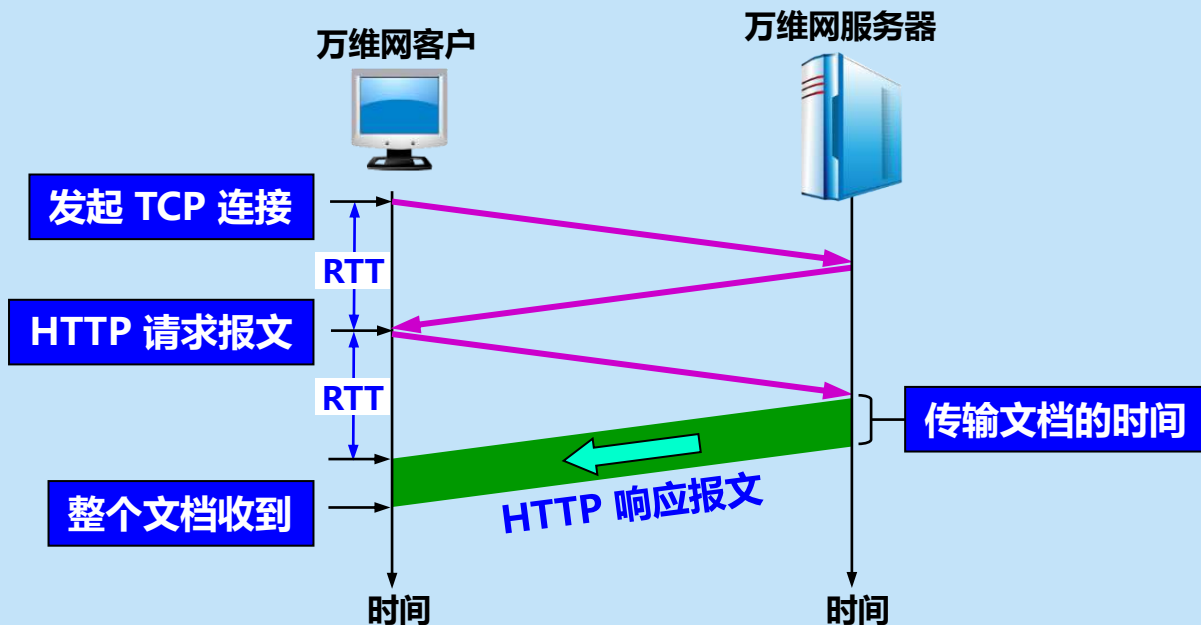 万维网客户
万维网服务器
发起 TCP 连接
RTT
HTTP 请求报文
RTT
传输文档的时间
整个文档收到
HTTP 响应报文
时间
时间